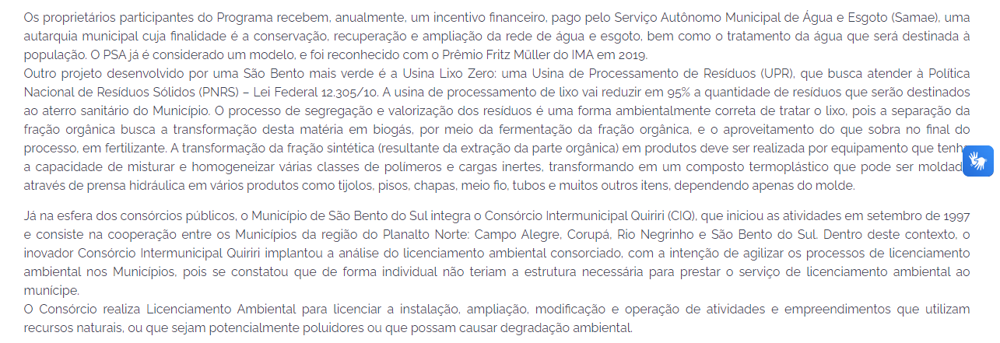 Os proprietários participantes do Programa recebem, anualmente, um incentivo financeiro, pago pelo Serviço Autônomo Municipal de Água e Esgoto (Samae), uma
autarquia municipal cuja finalidade é a conservação, recuperação e ampliação da rede de água e esgoto, bem como o tratamento da água que será destinada à
população. O PSA já é considerado um modelo, e foi reconhecido com o Prêmio Fritz Müller do IMA em 2019.
Outro projeto desenvolvido por uma São Bento mais verde é a Usina Lixo Zero: uma Usina de Processamento de Resíduos (UPR), que busca atender à Política
Nacional de Resíduos Sólidos (PNRS) – Lei Federal 12.305/10. A usina de processamento de lixo vai reduzir em 95% a quantidade de resíduos que serão destinados
ao aterro sanitário do Município. O processo de segregação e valorização dos resíduos é uma forma ambientalmente correta de tratar o lixo, pois a separação da
fração orgânica busca a transformação desta matéria em biogás, por meio da fermentação da fração orgânica, e o aproveitamento do que sobra no final do
processo, em fertilizante. A transformação da fração sintética (resultante da extração da parte orgânica) em produtos deve ser realizada por equipamento que tenha
a capacidade de misturar e homogeneizar várias classes de polímeros e cargas inertes, transformando em um composto termoplástico que pode ser moldad
através de prensa hidráulica em vários produtos como tijolos, pisos, chapas, meio fio, tubos e muitos outros itens, dependendo apenas do molde.
Já na esfera dos consórcios públicos, o Município de São Bento do Sul integra o Consórcio Intermunicipal Quiriri (CIQ), que iniciou as atividades em setembro de 1997
e consiste na cooperação entre os Municípios da região do Planalto Norte: Campo Alegre, Corupá, Rio Negrinho e São Bento do Sul. Dentro deste contexto, o
inovador Consórcio Intermunicipal Quiriri implantou a análise do licenciamento ambiental consorciado, com a intenção de agilizar os processos de licenciamento
ambiental nos Municípios, pois se constatou que de forma individual não teriam a estrutura necessária para prestar o serviço de licenciamento ambiental ao
munícipe.
O Consórcio realiza Licenciamento Ambiental para licenciar a instalação, ampliação, modificação e operação de atividades e empreendimentos que utilizam
recursos naturais, ou que sejam potencialmente poluidores ou que possam causar degradação ambiental.